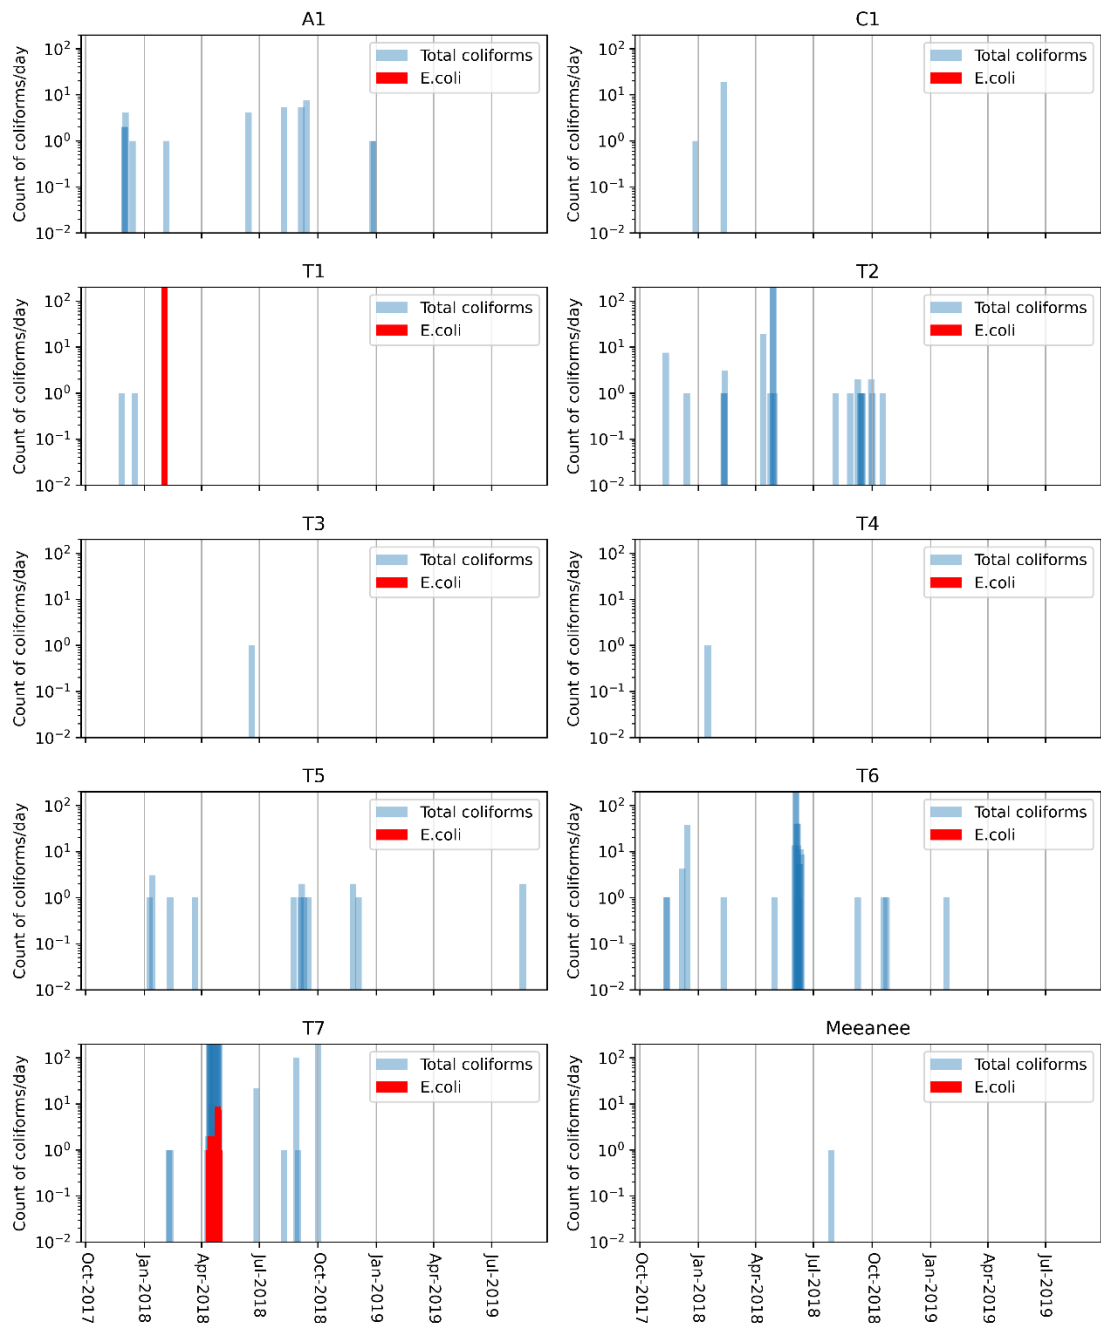 A1
Count of coliforms/day
10²
10¹
10⁰
10⁻¹
10⁻²
Total coliforms
E.coli
C1
Count of coliforms/day
10²
10¹
10⁰
10⁻¹
10⁻²
Total coliforms
E.coli
T1
Count of coliforms/day
10²
10¹
10⁰
10⁻¹
10⁻²
Total coliforms
E.coli
T2
Count of coliforms/day
10²
10¹
10⁰
10⁻¹
10⁻²
Total coliforms
E.coli
T3
Count of coliforms/day
10²
10¹
10⁰
10⁻¹
10⁻²
Total coliforms
E.coli
T4
Count of coliforms/day
10²
10¹
10⁰
10⁻¹
10⁻²
Total coliforms
E.coli
T5
Count of coliforms/day
10²
10¹
10⁰
10⁻¹
10⁻²
Total coliforms
E.coli
T6
Count of coliforms/day
10²
10¹
10⁰
10⁻¹
10⁻²
Total coliforms
E.coli
T7
Count of coliforms/day
10²
10¹
10⁰
10⁻¹
10⁻²
Total coliforms
E.coli
Oct-2017
Jan-2018
Apr-2018
Jul-2018
Oct-2018
Jan-2019
Apr-2019
Jul-2019
Meeanee
Count of coliforms/day
10²
10¹
10⁰
10⁻¹
10⁻²
Total coliforms
E.coli
Oct-2017
Jan-2018
Apr-2018
Jul-2018
Oct-2018
Jan-2019
Apr-2019
Jul-2019